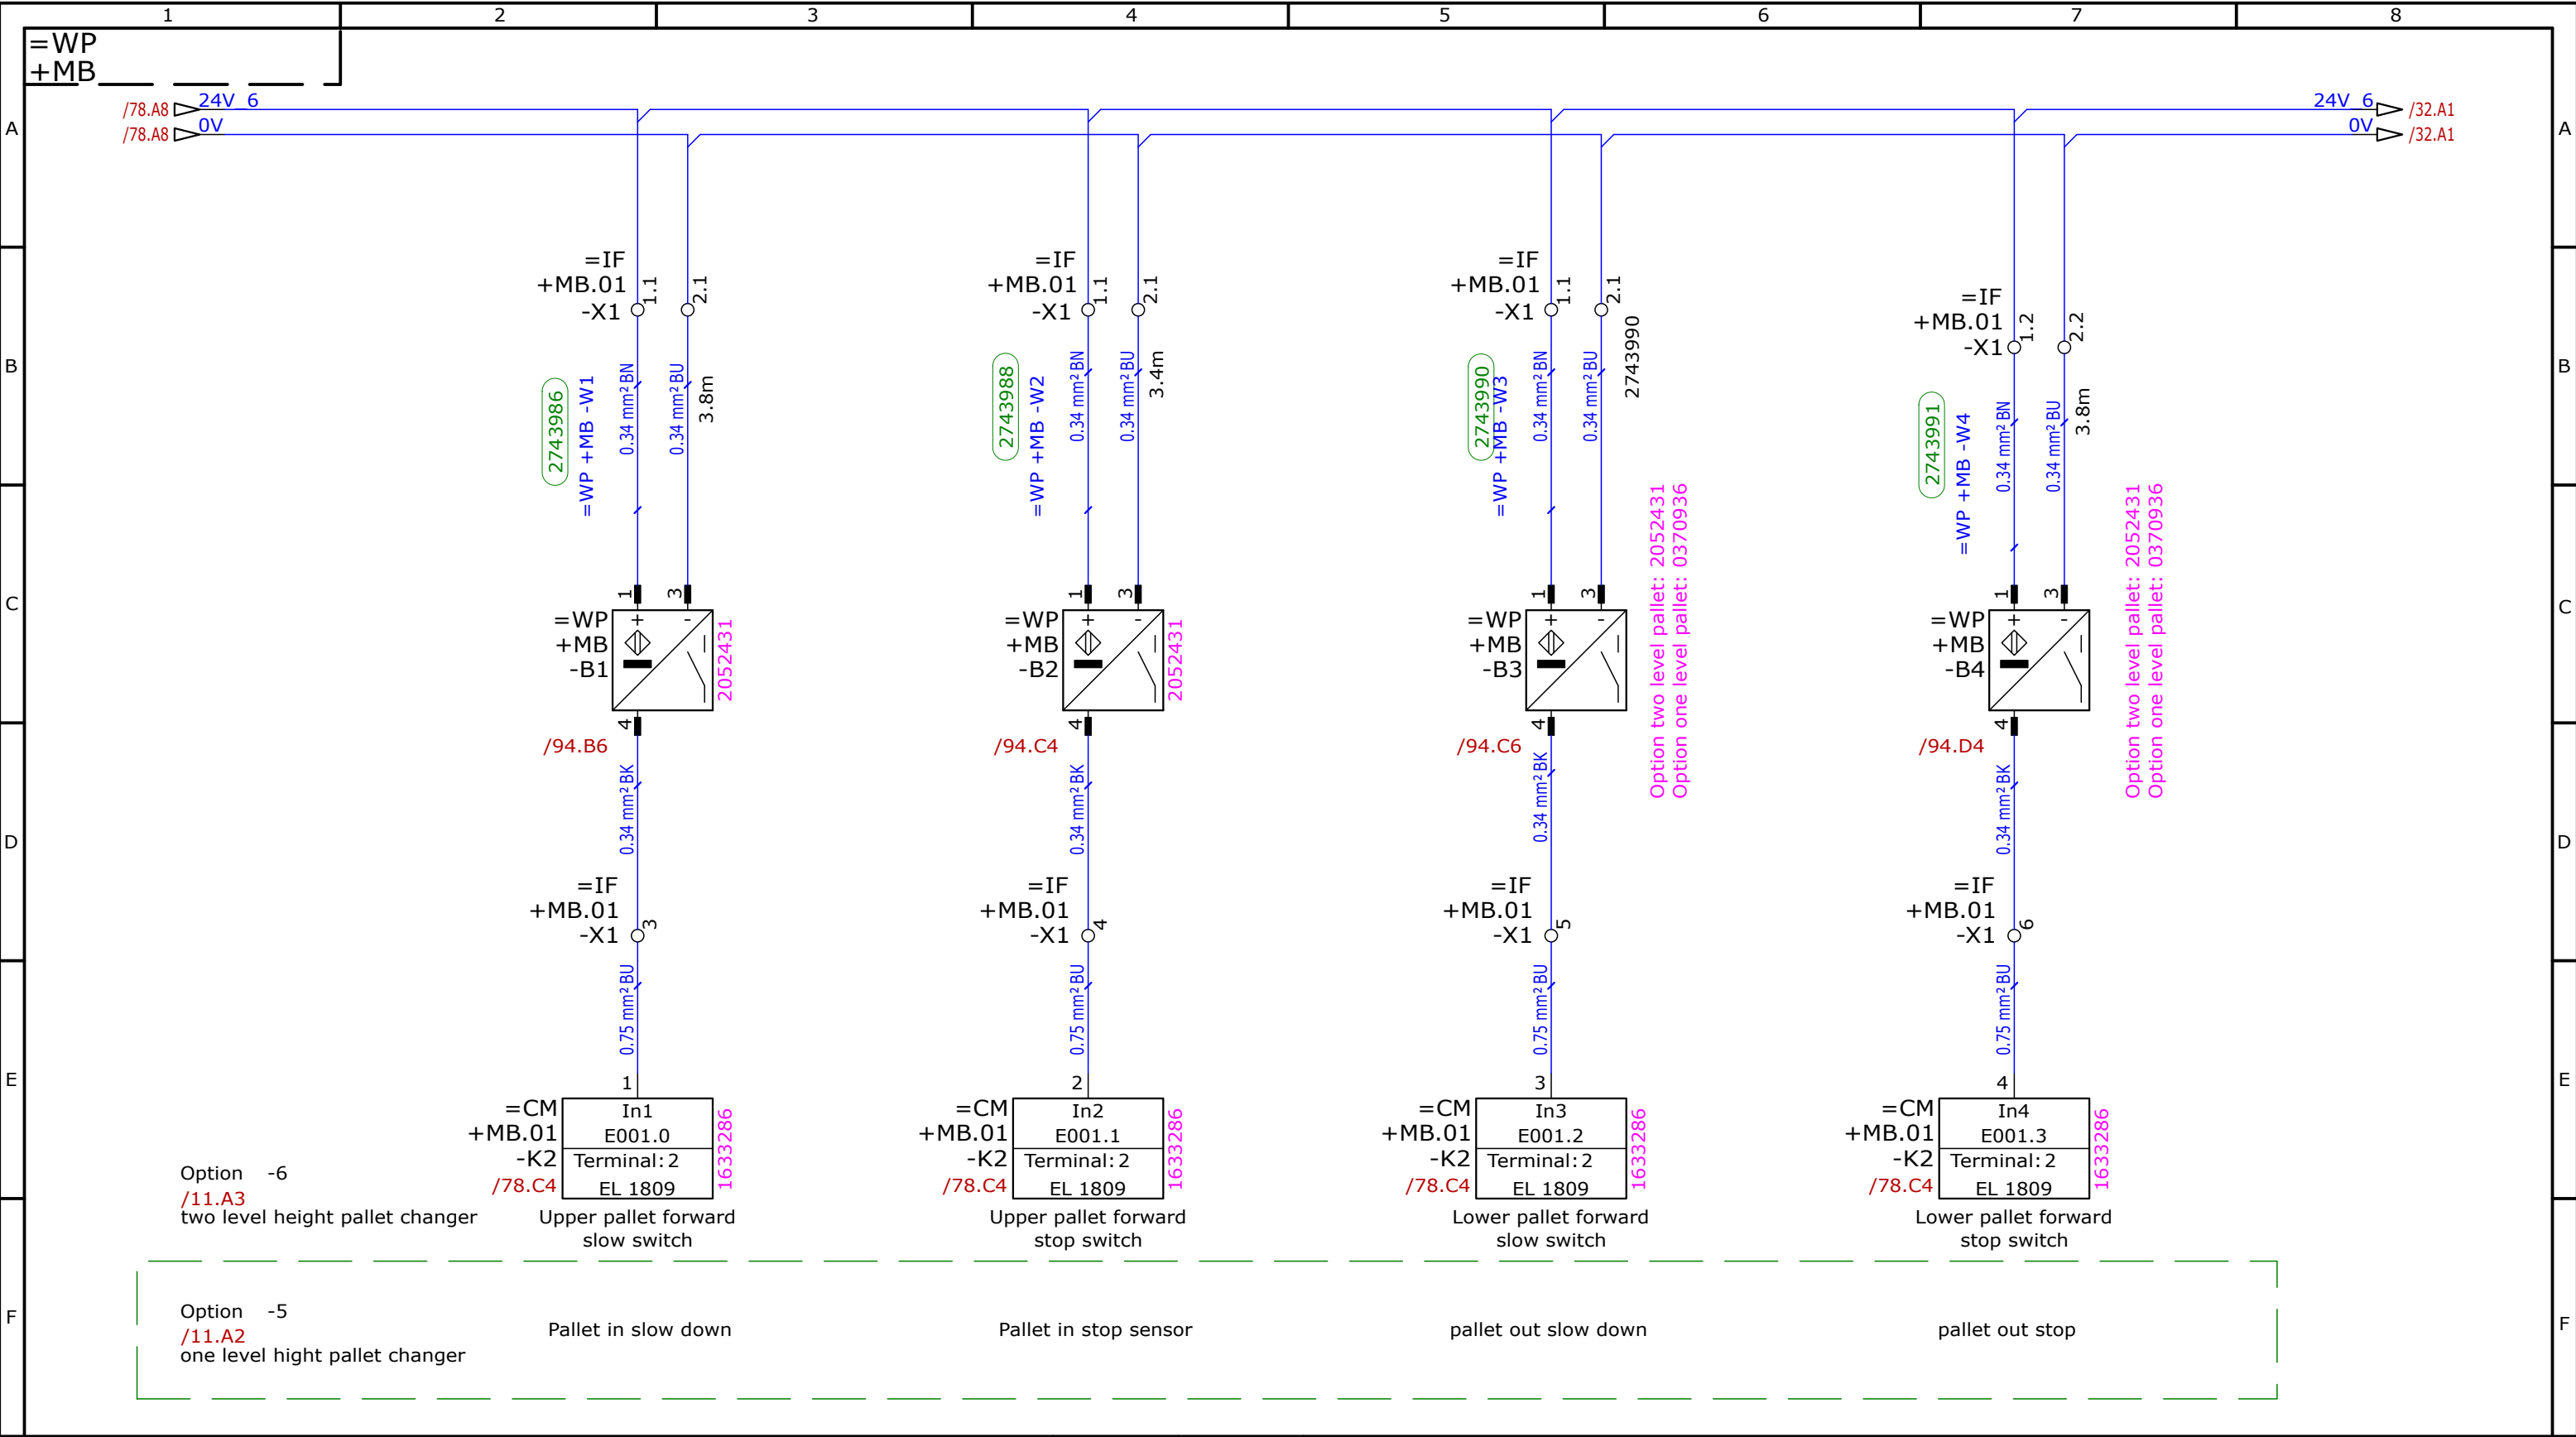 1 2 3 4 5 6 7 8
=WP
+MB
A
/78.A8 24V_6 24V_6 /32.A1
/78.A8 0V 0V /32.A1
A
B
=IF
+MB.01
-X1 1.1 2.1
2743986
=WP +MB -W1
0.34 mm² BN
0.34 mm² BU
3.8m
=IF
+MB.01
-X1 1.1 2.1
2743988
=WP +MB -W2
0.34 mm² BN
0.34 mm² BU
3.4m
=IF
+MB.01
-X1 1.1 2.1
2743990
=WP +MB -W3
0.34 mm² BN
0.34 mm² BU
2743990
=IF
+MB.01
-X1 1.2 2.2
2743991
=WP +MB -W4
0.34 mm² BN
0.34 mm² BU
3.8m
B
C
1 3
=WP
+MB
-B1
+ -
2052431
4
/94.B6
1 3
=WP
+MB
-B2
+ -
2052431
4
/94.C4
1 3
=WP
+MB
-B3
+ -
Option two level pallet: 2052431
Option one level pallet: 0370936
4
/94.C6
1 3
=WP
+MB
-B4
+ -
Option two level pallet: 2052431
Option one level pallet: 0370936
4
/94.D4
C
D
0.34 mm² BK
=IF
+MB.01
-X1 3
0.34 mm² BK
=IF
+MB.01
-X1 4
0.34 mm² BK
=IF
+MB.01
-X1 5
0.34 mm² BK
=IF
+MB.01
-X1 6
D
E
0.75 mm² BU
1
=CM
+MB.01
-K2
/78.C4
In1
E001.0
Terminal: 2
EL 1809
1633286
Upper pallet forward
slow switch
0.75 mm² BU
2
=CM
+MB.01
-K2
/78.C4
In2
E001.1
Terminal: 2
EL 1809
1633286
Upper pallet forward
stop switch
0.75 mm² BU
3
=CM
+MB.01
-K2
/78.C4
In3
E001.2
Terminal: 2
EL 1809
1633286
Lower pallet forward
slow switch
0.75 mm² BU
4
=CM
+MB.01
-K2
/78.C4
In4
E001.3
Terminal: 2
EL 1809
1633286
Lower pallet forward
stop switch
E
Option -6
/11.A3
two level height pallet changer
F
Option -5
/11.A2
one level hight pallet changer
Pallet in slow down
Pallet in stop sensor
pallet out slow down
pallet out stop
F